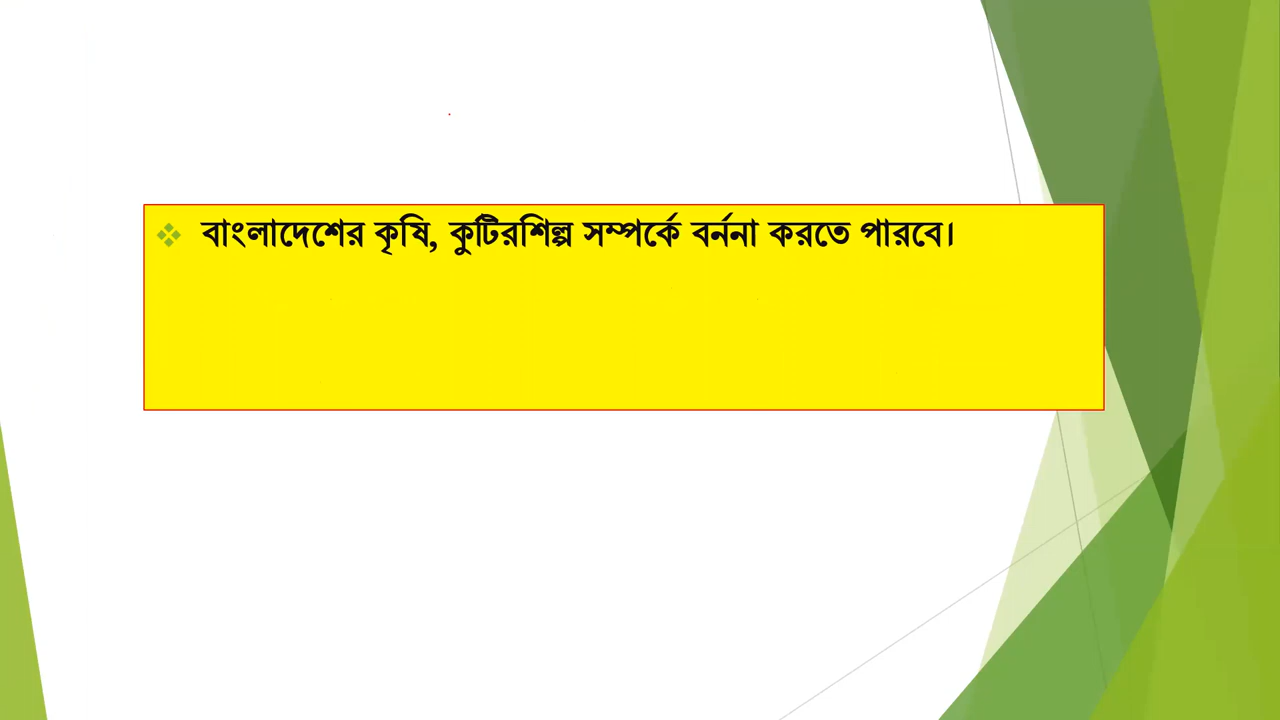 বাংলাদেশের কৃষি, কুটিরশিল্প সম্পর্কে বর্ননা করতে পারবে।